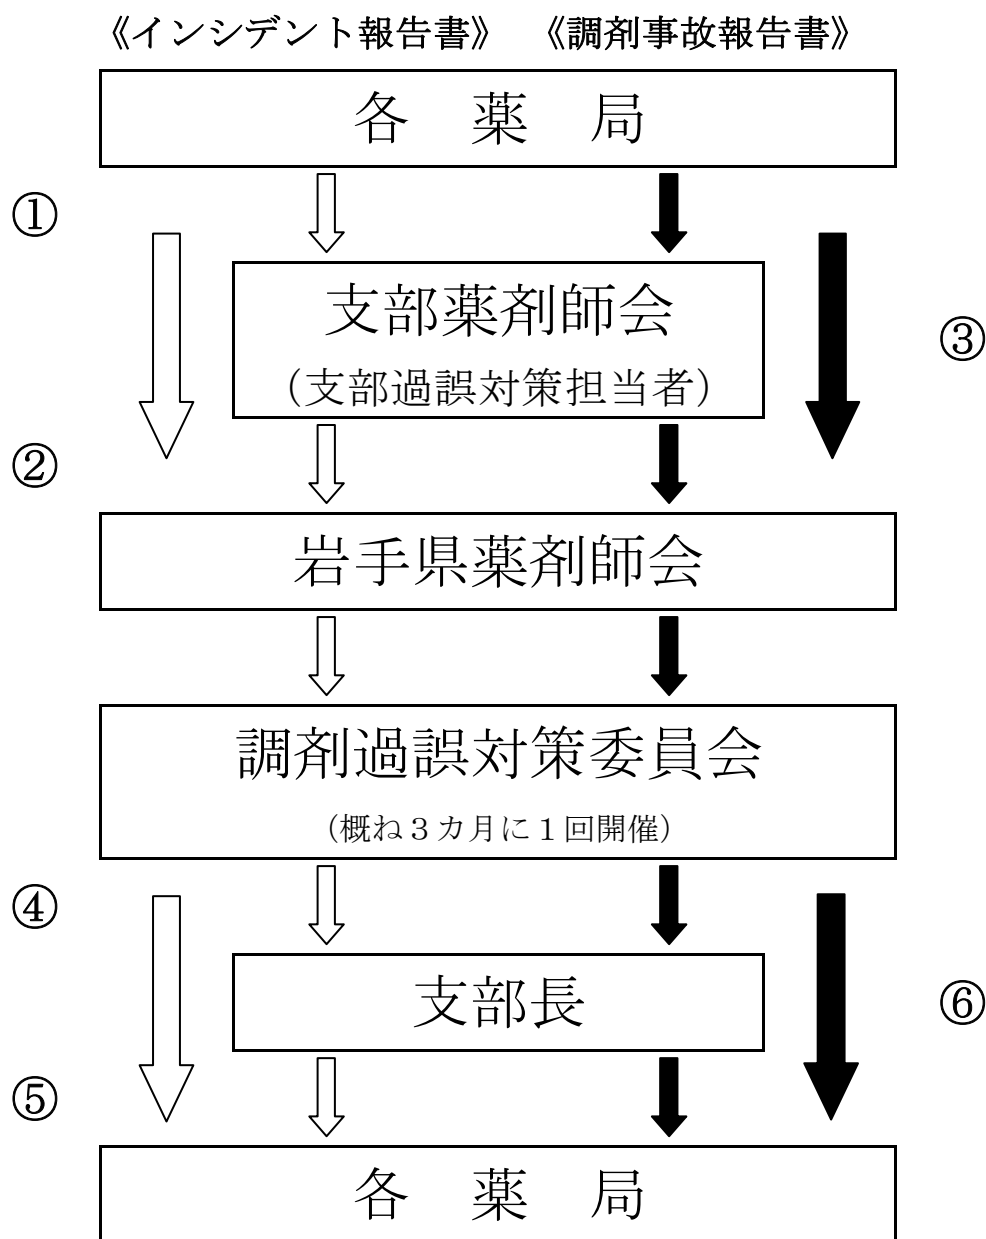 《インシデント報告書》　《調剤事故報告書》
各　薬　局
①
支部薬剤師会
（支部過誤対策担当者）
③
②
岩手県薬剤師会
調剤過誤対策委員会
（概ね３カ月に１回開催）
④
支部長
⑥
⑤
各　薬　局